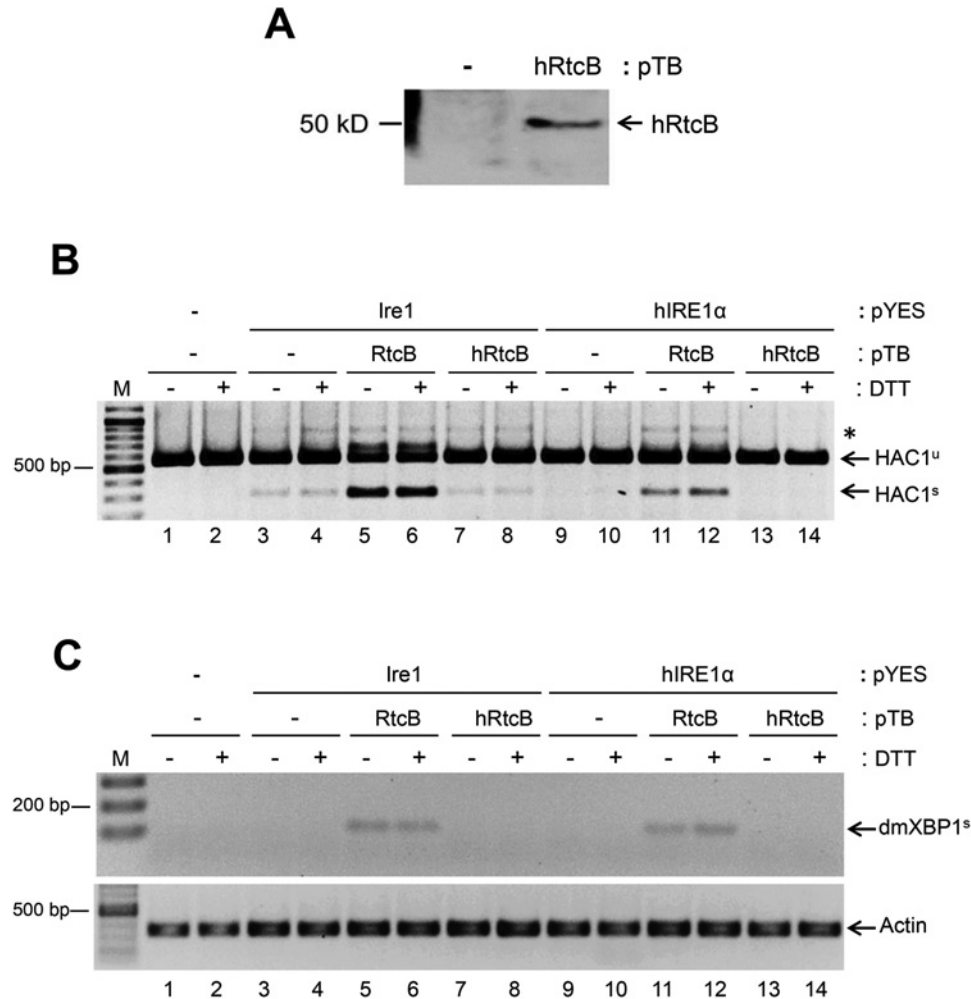 A
- hRtcB : pTB
50 kD hRtcB
B
- Ire1 hIRE1α : pYES
- - RtcB hRtcB - RtcB hRtcB : pTB
M - + - + - + - + - + - + - + : DTT
*
HAC1ᵘ
500 bp
HAC1ˢ
1 2 3 4 5 6 7 8 9 10 11 12 13 14
C
- Ire1 hIRE1α : pYES
- - RtcB hRtcB - RtcB hRtcB : pTB
M - + - + - + - + - + - + - + : DTT
200 bp
dmXBP1ˢ
500 bp
Actin
1 2 3 4 5 6 7 8 9 10 11 12 13 14